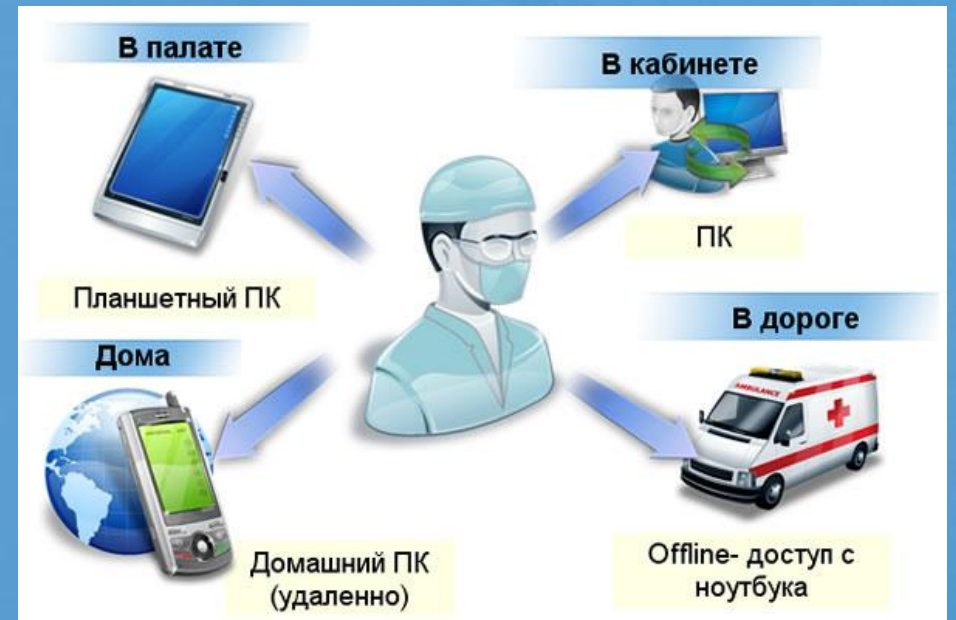 В палате
Планшетный ПК
В кабинете
ПК
Дома
Домашний ПК
(удаленно)
В дороге
AMBULANCE
Offline- доступ с
ноутбука